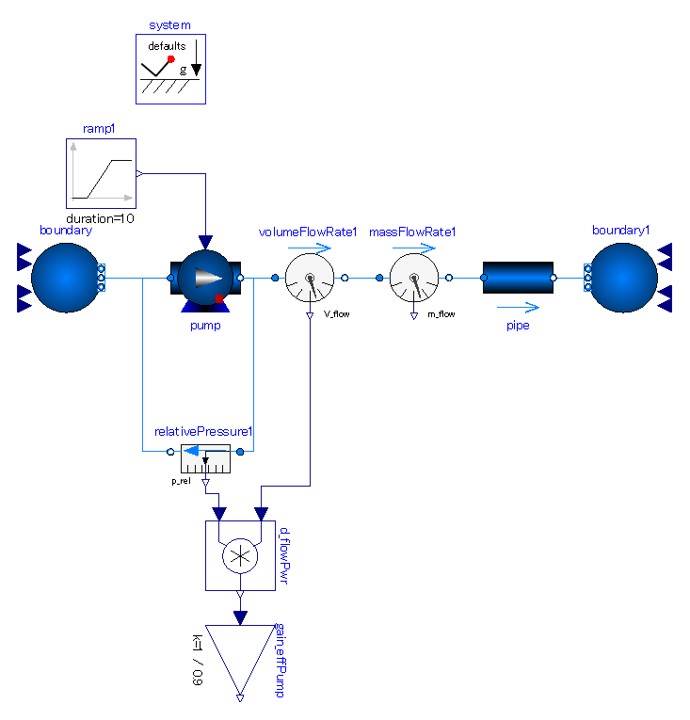 system
defaults
g
ramp1
duration=10
boundary
volumeFlowRate1
massFlowRate1
boundary1
V_flow
m_flow
pump
pipe
relativePressure1
p_rel
d_flowPwr
gain_effPump
k=1 / 0.9